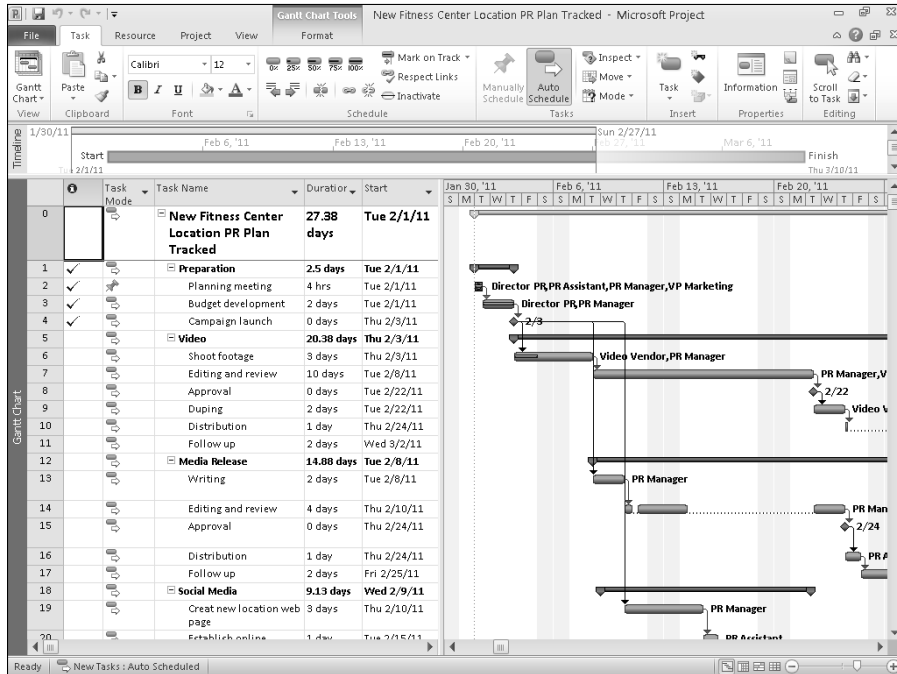 Gantt Chart Tools
New Fitness Center Location PR Plan Tracked - Microsoft Project
File Task Resource Project View Format
Gantt Chart
View
Paste
Clipboard
Calibri 12
B I U A
Font
0% 25% 50% 75% 100%
Mark on Track
Respect Links
Inactivate
Schedule
Manually Schedule
Auto Schedule
Inspect
Move
Mode
Tasks
Task
Insert
Information
Properties
Scroll to Task
Editing
Timeline
1/30/11
Sun 2/27/11
Feb 6, '11 Feb 13, '11 Feb 20, '11 Feb 27, '11 Mar 6, '11
Start
2/1/11
Finish
Thu 3/10/11
Gantt Chart
Task Mode Task Name Duration Start
Jan 30, '11 Feb 6, '11 Feb 13, '11 Feb 20, '11
S M T W T F S S M T W T F S S M T W T F S S M T W T F S
0 New Fitness Center Location PR Plan Tracked 27.38 days Tue 2/1/11
1 Preparation 2.5 days Tue 2/1/11
2 Planning meeting 4 hrs Tue 2/1/11 Director PR,PR Assistant,PR Manager,VP Marketing
3 Budget development 2 days Tue 2/1/11 Director PR,PR Manager
4 Campaign launch 0 days Thu 2/3/11 2/3
5 Video 20.38 days Thu 2/3/11
6 Shoot footage 3 days Thu 2/3/11 Video Vendor,PR Manager
7 Editing and review 10 days Tue 2/8/11 PR Manager,V
8 Approval 0 days Tue 2/22/11 2/22
9 Duping 2 days Tue 2/22/11 Video V
10 Distribution 1 day Thu 2/24/11
11 Follow up 2 days Wed 3/2/11
12 Media Release 14.88 days Tue 2/8/11
13 Writing 2 days Tue 2/8/11 PR Manager
14 Editing and review 4 days Thu 2/10/11 PR Man
15 Approval 0 days Thu 2/24/11 2/24
16 Distribution 1 day Thu 2/24/11 PR A
17 Follow up 2 days Fri 2/25/11
18 Social Media 9.13 days Wed 2/9/11
19 Creat new location web page 3 days Thu 2/10/11 PR Manager
20 Establish online 1 day Tue 2/15/11 PR Assistant
Ready New Tasks : Auto Scheduled